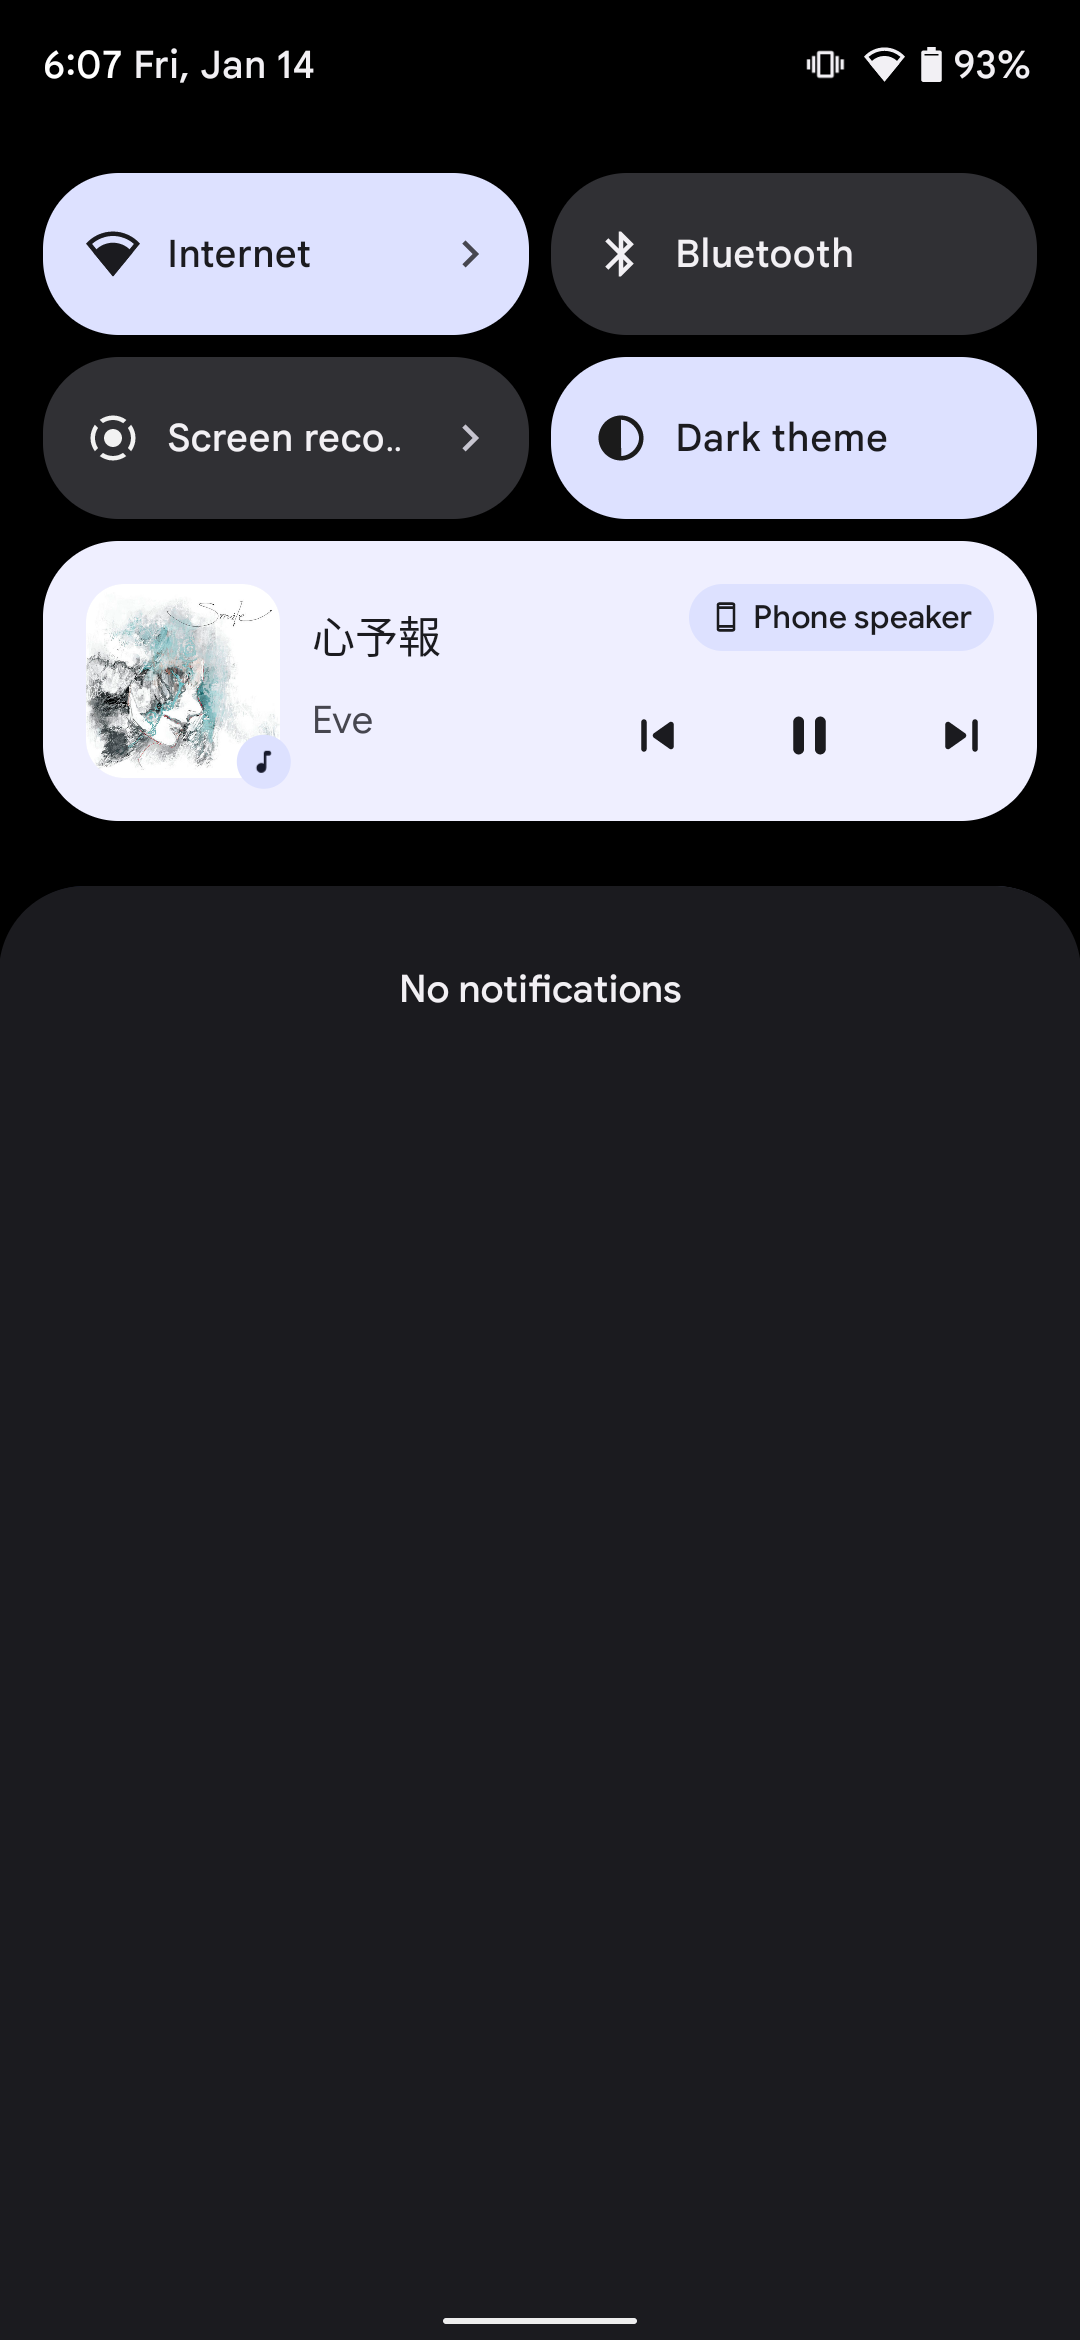 6:07 Fri, Jan 14
93%
Internet
Bluetooth
Screen reco..
Dark theme
Smile
心予報
Phone speaker
Eve
No notifications